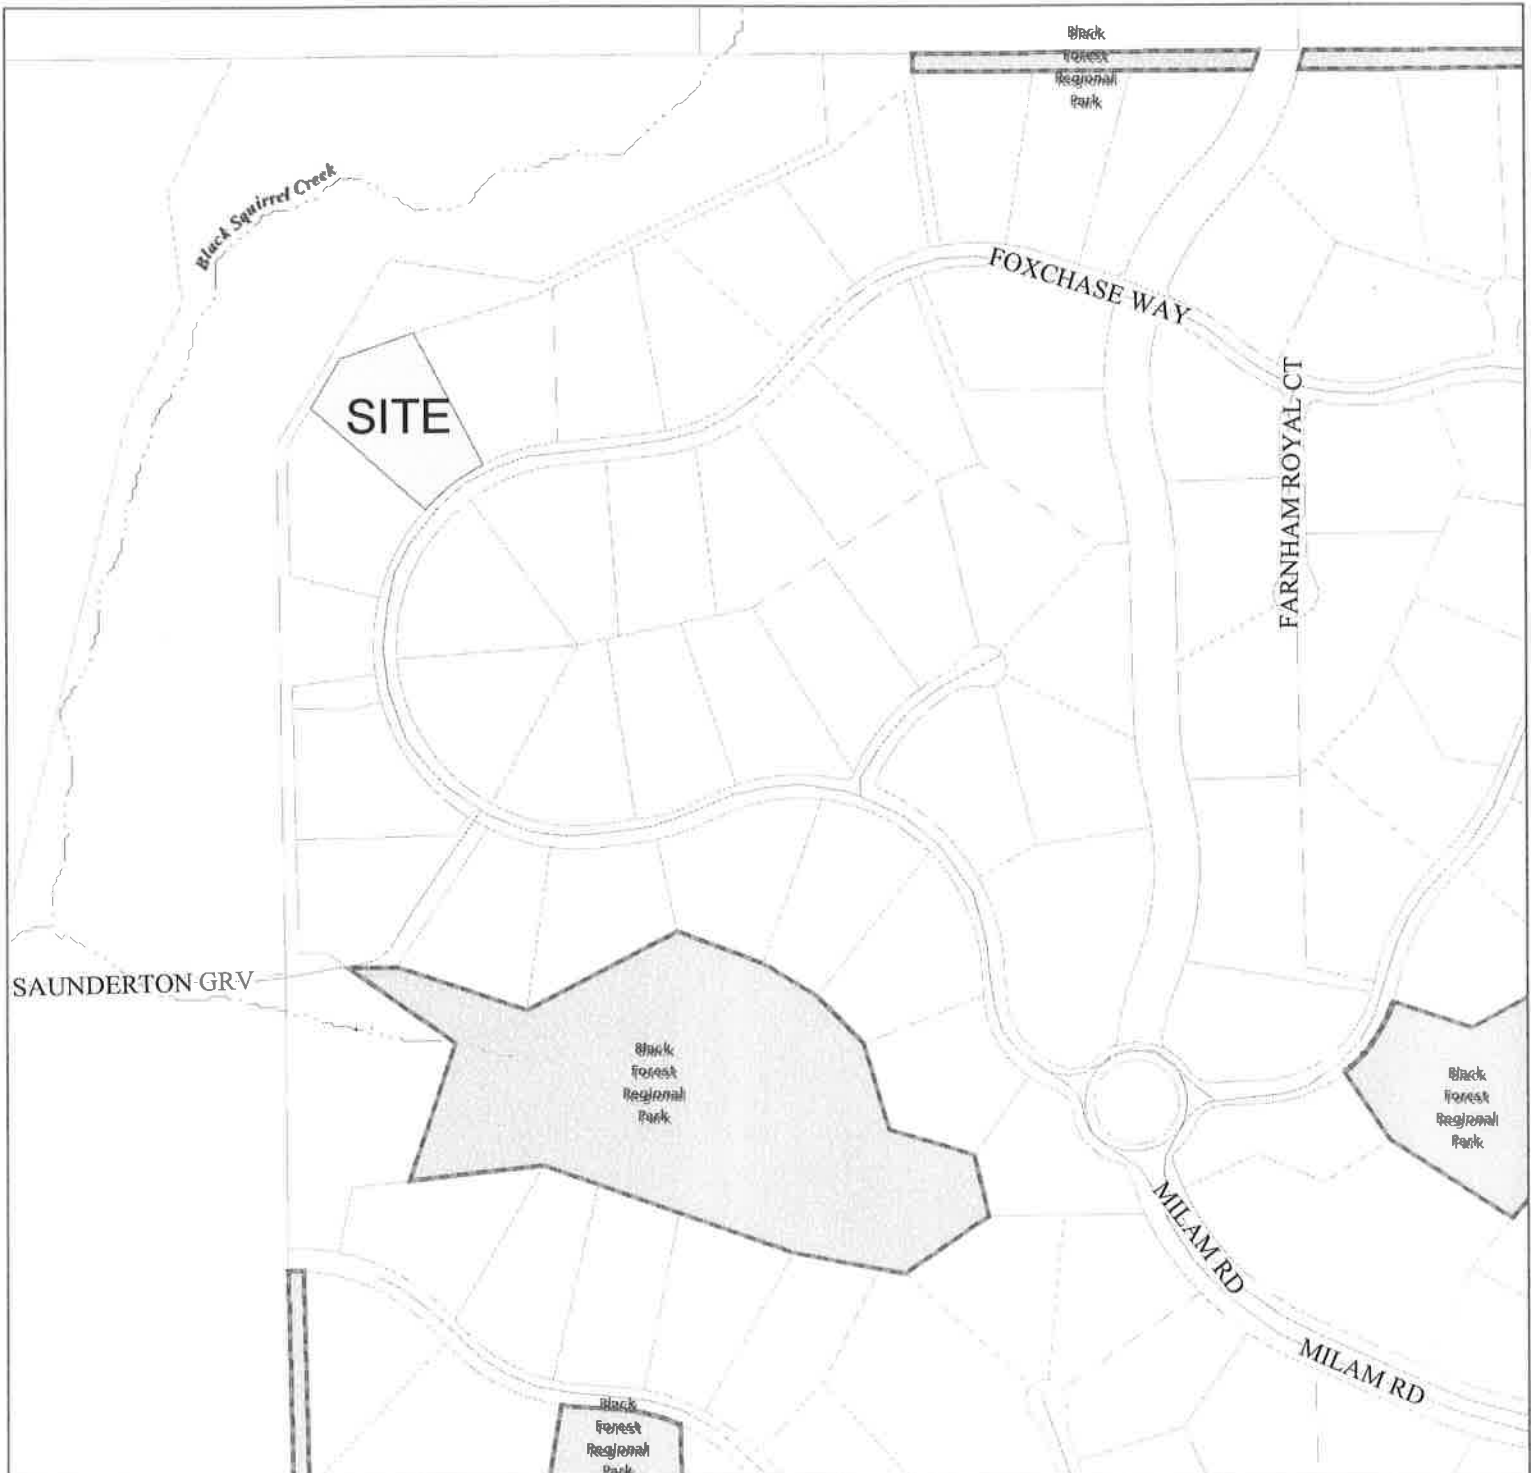 Black
Forest
Regional
Park
Black Squirrel Creek
FOXCHASE WAY
SITE
FARNHAM ROYAL CT
SAUNDERTON GRV
Black
Forest
Regional
Park
Black
Forest
Regional
Park
MILAM RD
MILAM RD
Black
Forest
Regional
Park